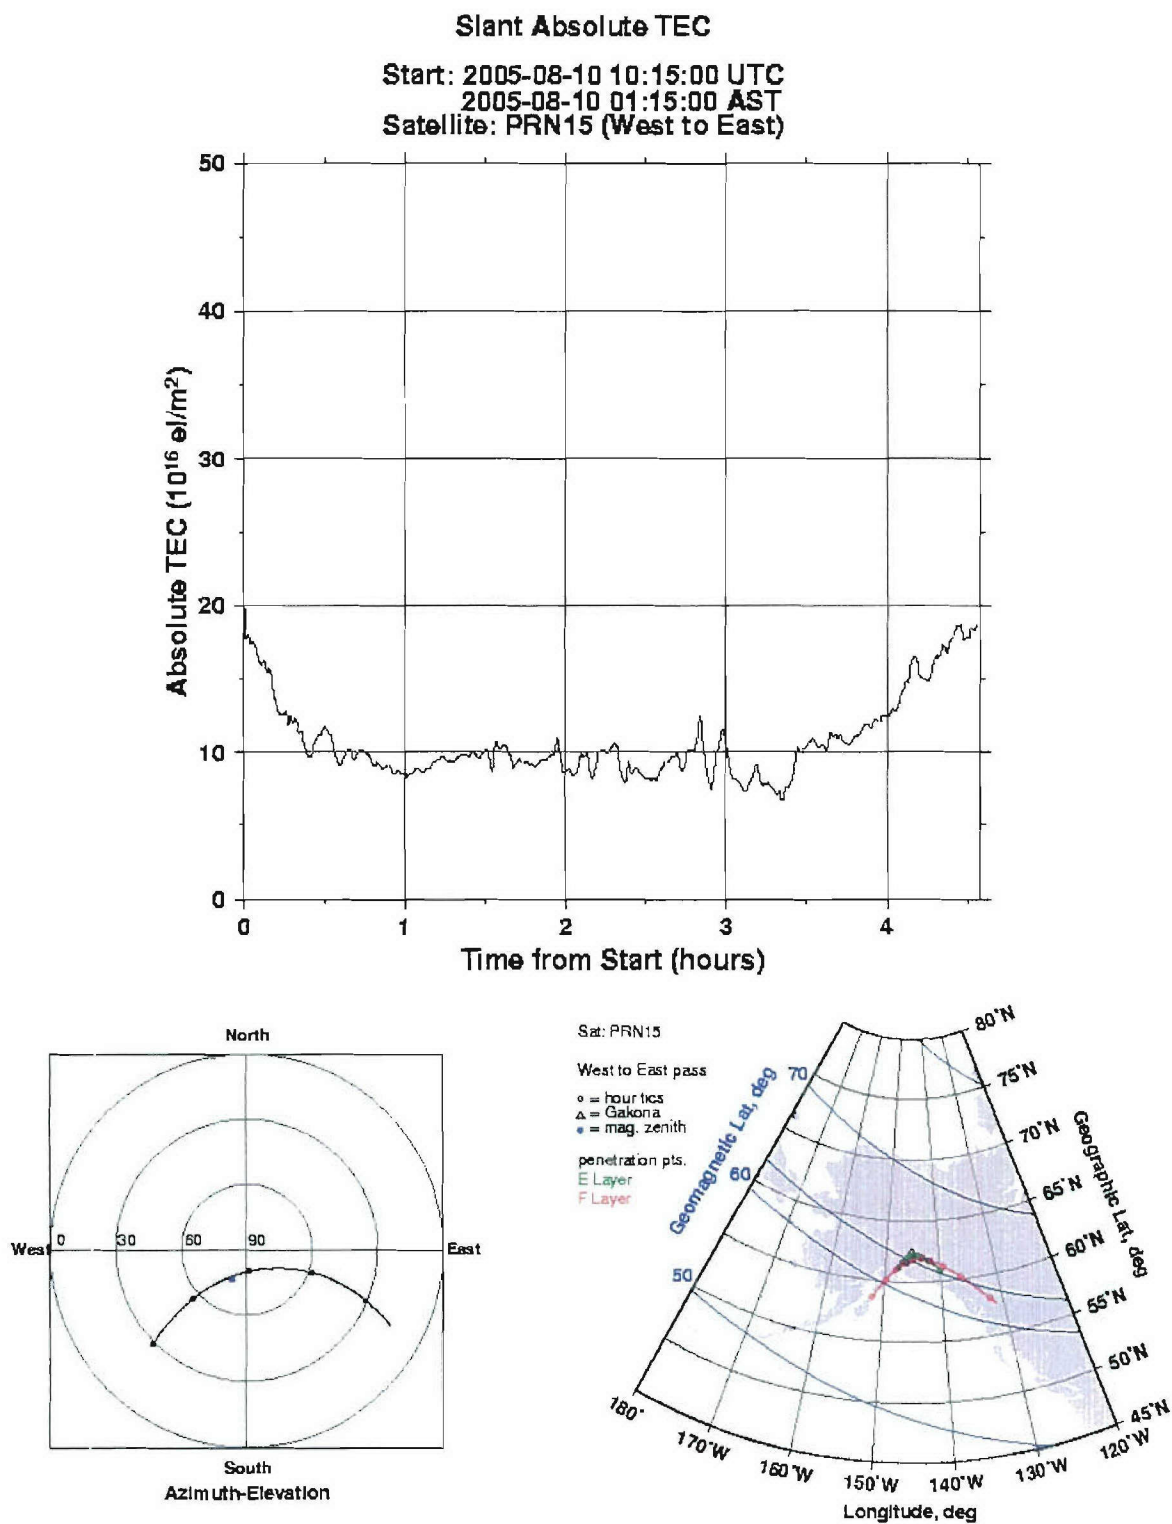 Slant Absolute TEC
Start: 2005-08-10 10:15:00 UTC
2005-08-10 01:15:00 AST
Satellite: PRN15 (West to East)
50
40
30
20
10
0
Absolute TEC (10^16 el/m^2)
0 1 2 3 4
Time from Start (hours)
North
West
0 30 60 90
East
South
Azimuth-Elevation
Sat: PRN15
West to East pass
o = hour tics
△ = Gakona
• = mag. zenith
penetration pts.
E Layer
F Layer
Geomagnetic Lat, deg
70
60
50
80°N
75°N
70°N
65°N
60°N
55°N
50°N
45°N
Geographic Lat, deg
180°
170°W
160°W
150°W
140°W
130°W
120°W
Longitude, deg